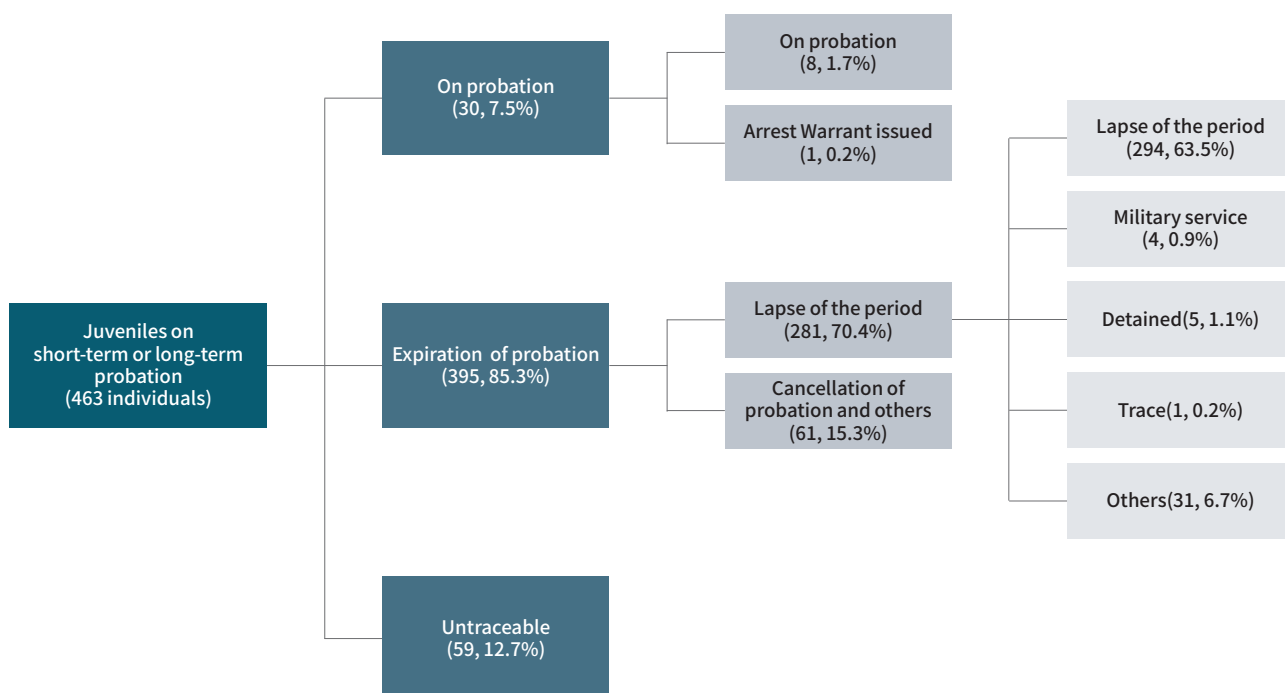 Juveniles on
short-term or long-term
probation
(463 individuals)
On probation
(30, 7.5%)
Expiration of probation
(395, 85.3%)
Untraceable
(59, 12.7%)
On probation
(8, 1.7%)
Arrest Warrant issued
(1, 0.2%)
Lapse of the period
(281, 70.4%)
Cancellation of
probation and others
(61, 15.3%)
Lapse of the period
(294, 63.5%)
Military service
(4, 0.9%)
Detained(5, 1.1%)
Trace(1, 0.2%)
Others(31, 6.7%)